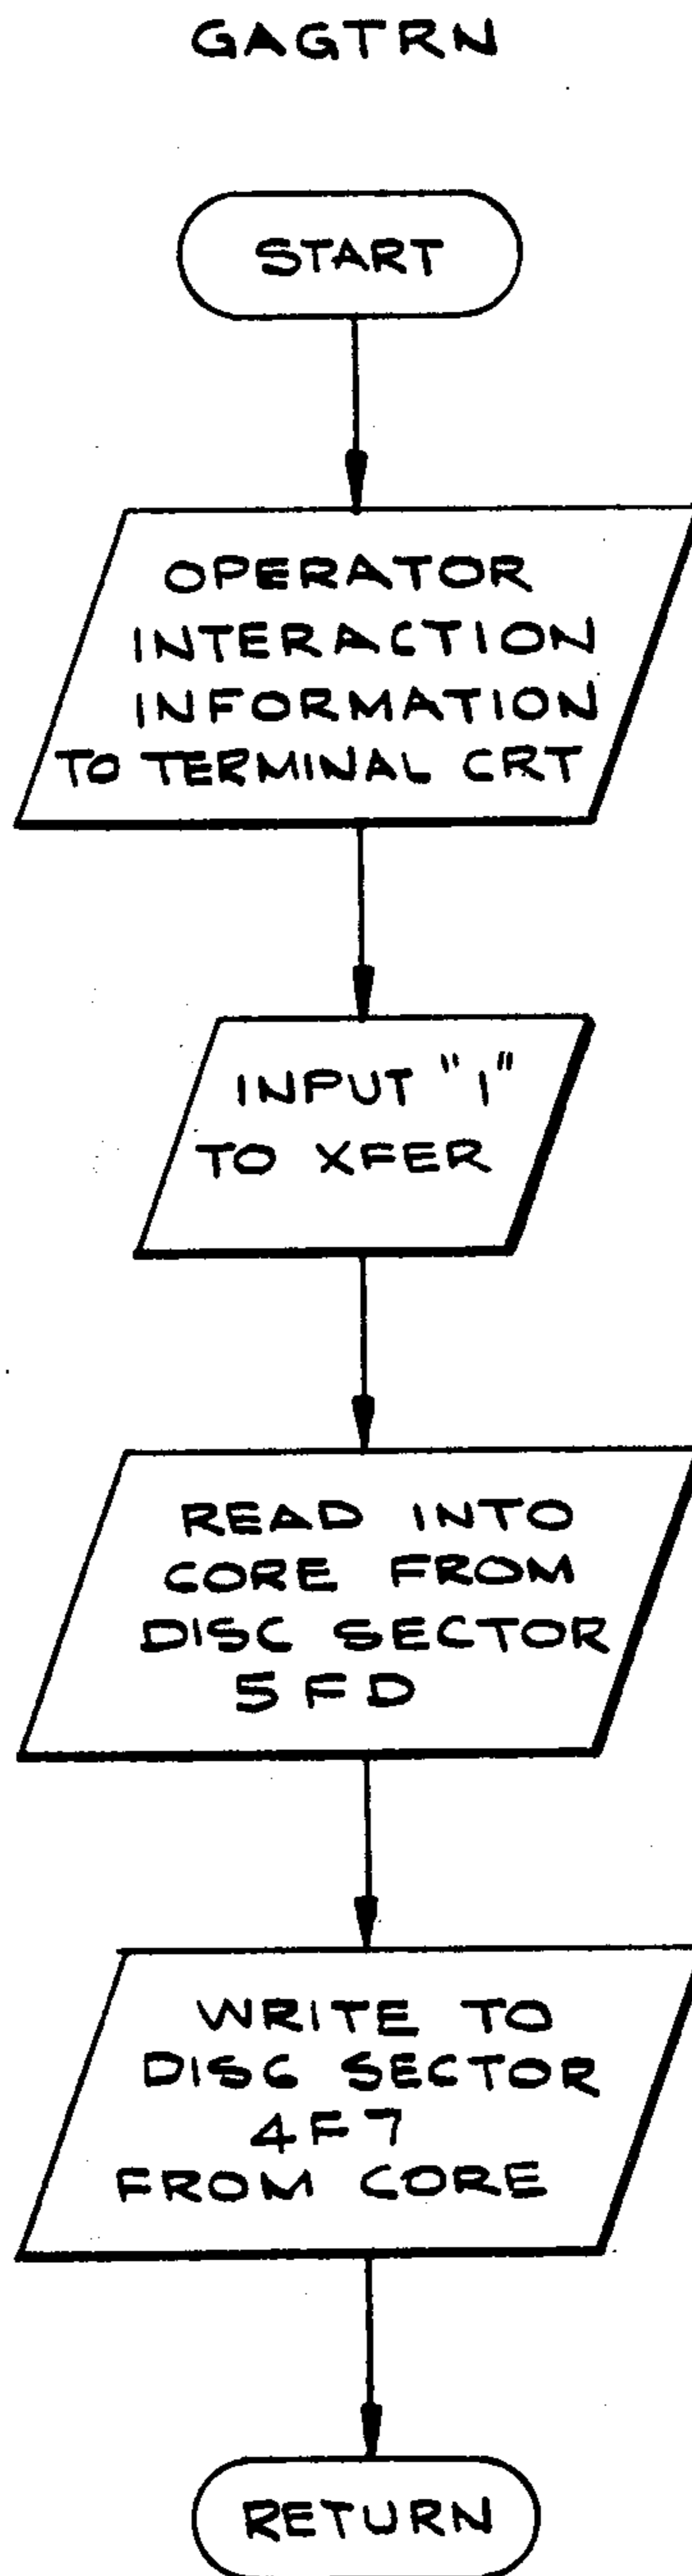 GAGTRN
START
OPERATOR
INTERACTION
INFORMATION
TO TERMINAL CRT
INPUT "1"
TO XFER
READ INTO
CORE FROM
DISC SECTOR
5FD
WRITE TO
DISC SECTOR
4F7
FROM CORE
RETURN